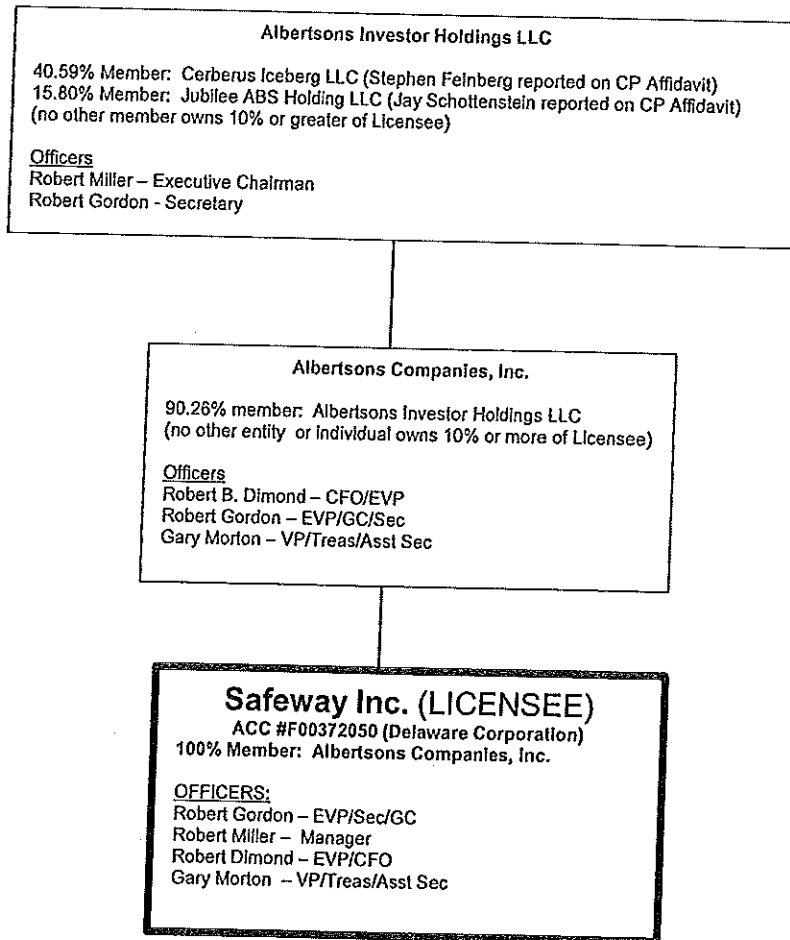 Albertsons Investor Holdings LLC
40.59% Member: Cerberus Iceberg LLC (Stephen Feinberg reported on CP Affidavit)
15.80% Member: Jubilee ABS Holding LLC (Jay Schottenstein reported on CP Affidavit)
(no other member owns 10% or greater of Licensee)
Officers
Robert Miller – Executive Chairman
Robert Gordon - Secretary
Albertsons Companies, Inc.
90.26% member: Albertsons Investor Holdings LLC
(no other entity or individual owns 10% or more of Licensee)
Officers
Robert B. Dimond – CFO/EVP
Robert Gordon – EVP/GC/Sec
Gary Morton – VP/Treas/Asst Sec
Safeway Inc. (LICENSEE)
ACC #F00372050 (Delaware Corporation)
100% Member: Albertsons Companies, Inc.
OFFICERS:
Robert Gordon – EVP/Sec/GC
Robert Miller – Manager
Robert Dimond – EVP/CFO
Gary Morton – VP/Treas/Asst Sec